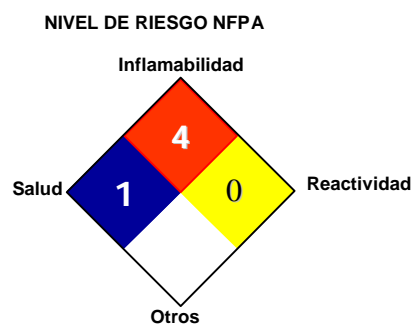 NIVEL DE RIESGO NFPA
Inflamabilidad
4
Salud
1
0
Reactividad
Otros